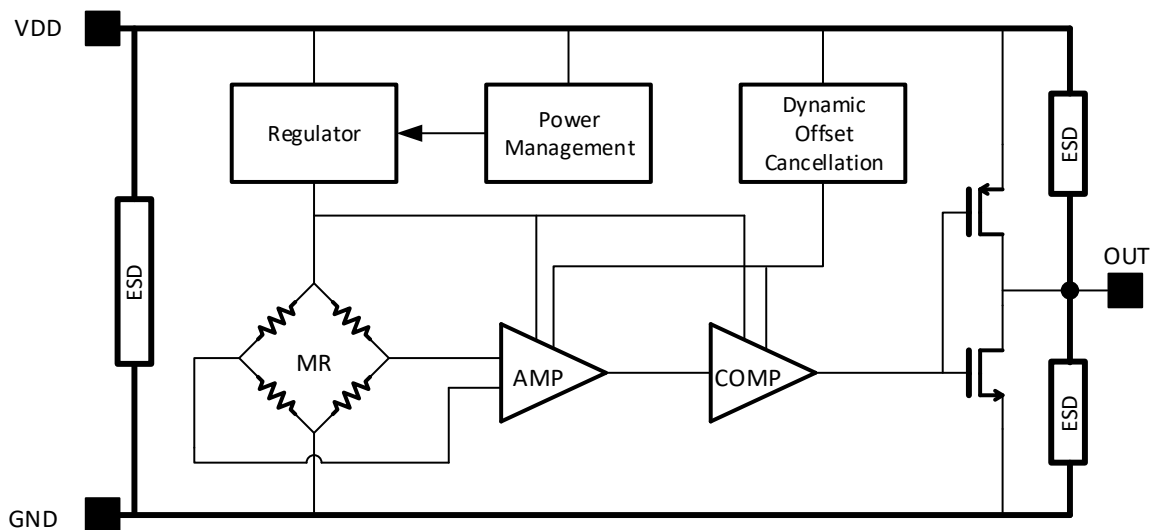 VDD
Regulator
Power
Management
Dynamic
Offset
Cancellation
ESD
ESD
OUT
MR
AMP
COMP
ESD
GND